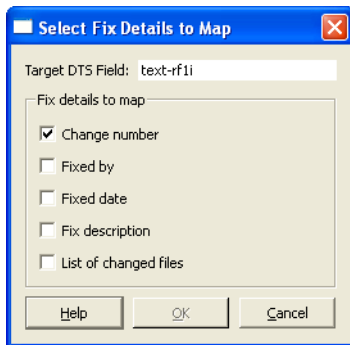 Select Fix Details to Map
Target DTS Field: text-rf1i
Fix details to map
Change number
Fixed by
Fixed date
Fix description
List of changed files
Help OK Cancel